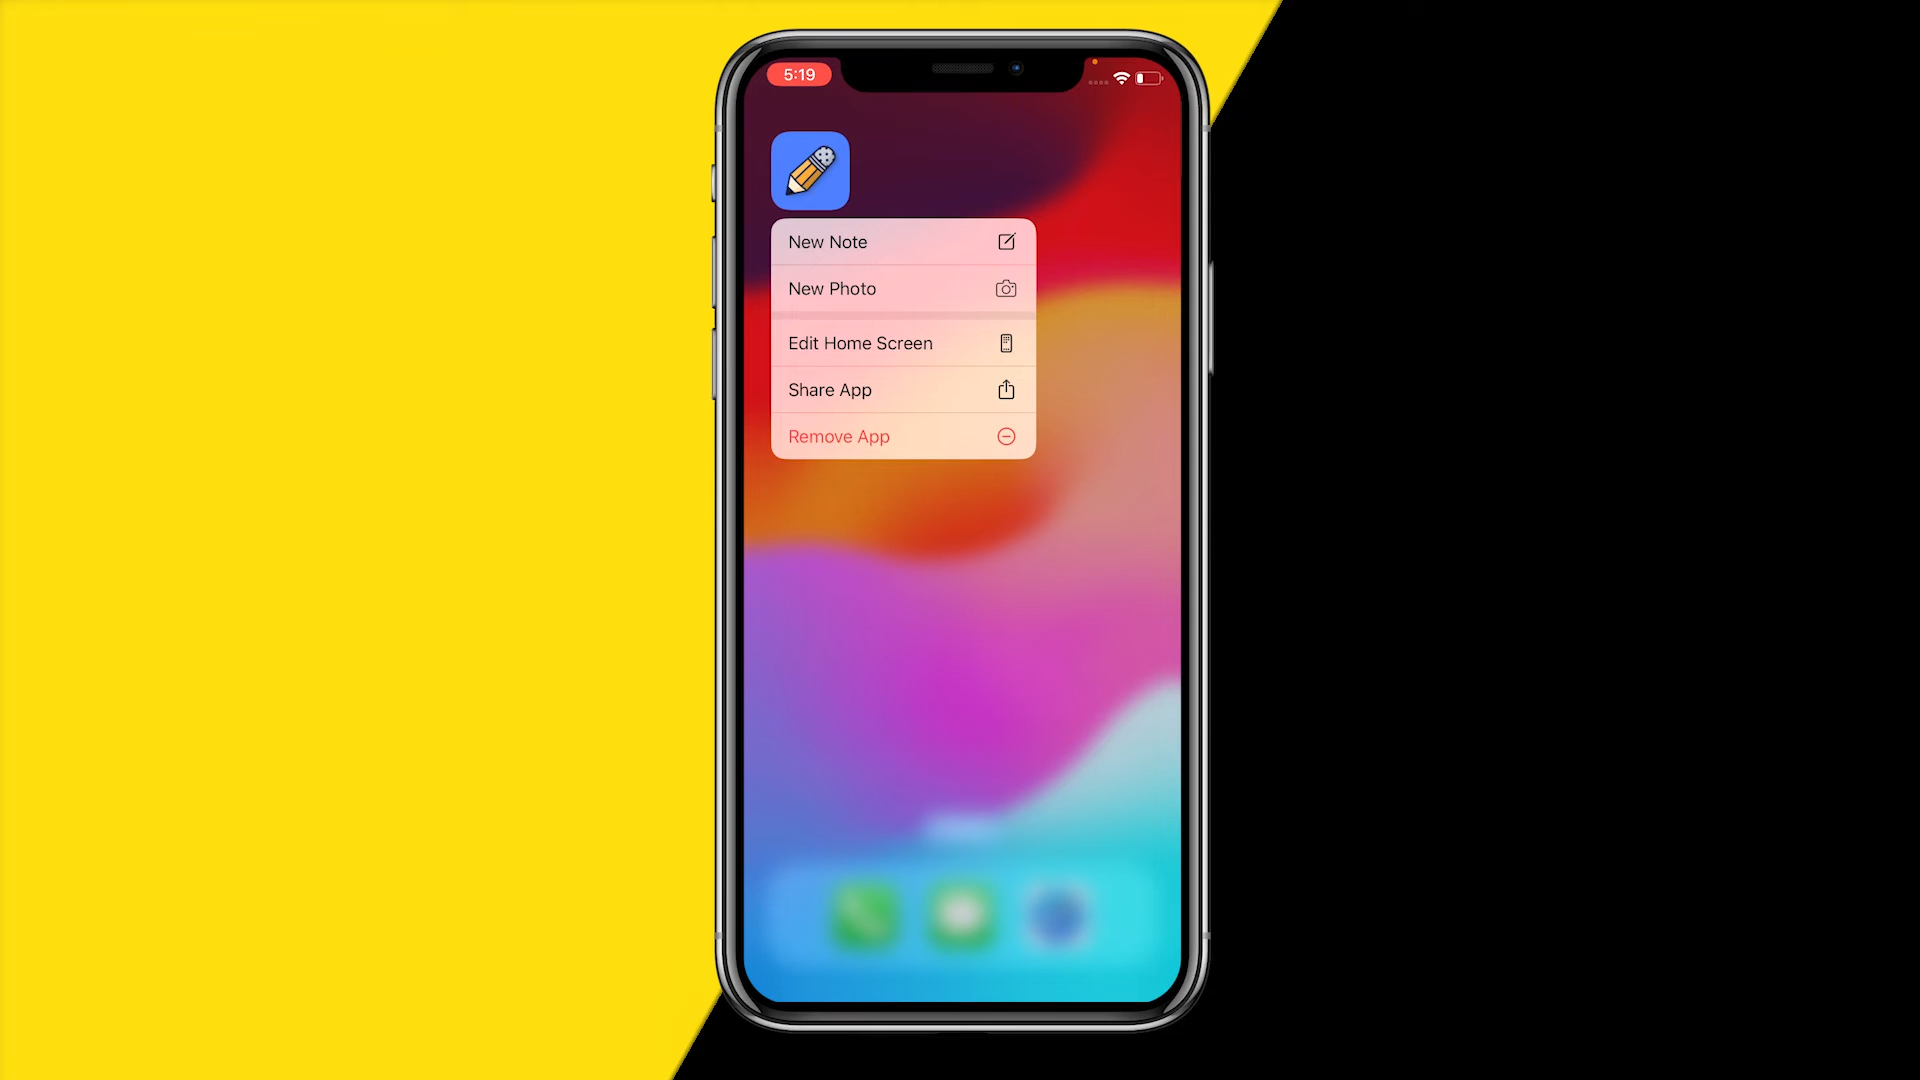 5:19
New Note
New Photo
Edit Home Screen
Share App
Remove App